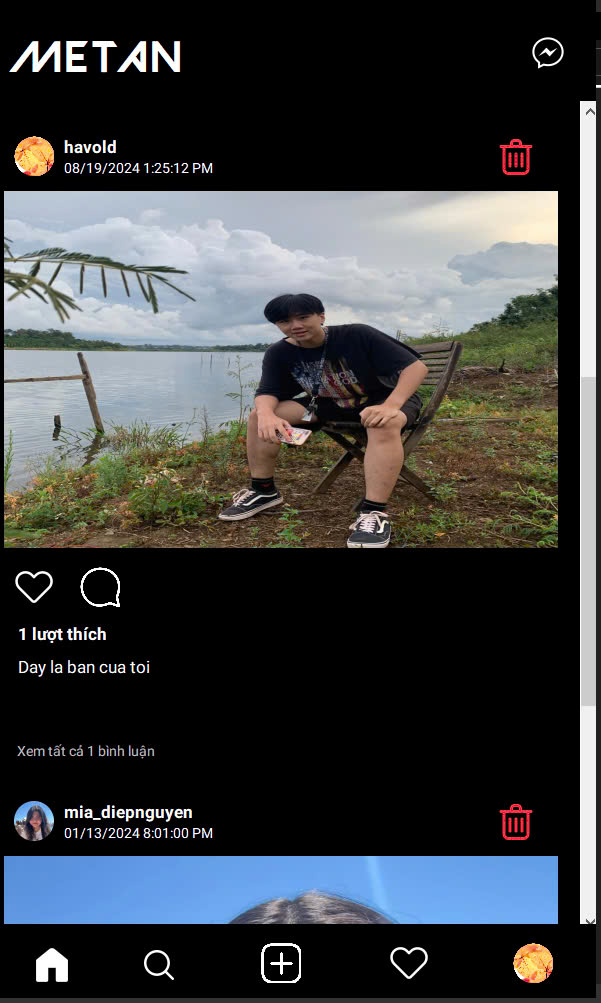 METAN
havold
08/19/2024 1:25:12 PM
1 lượt thích
Day la ban cua toi
Xem tất cả 1 bình luận
mia_diepnguyen
01/13/2024 8:01:00 PM